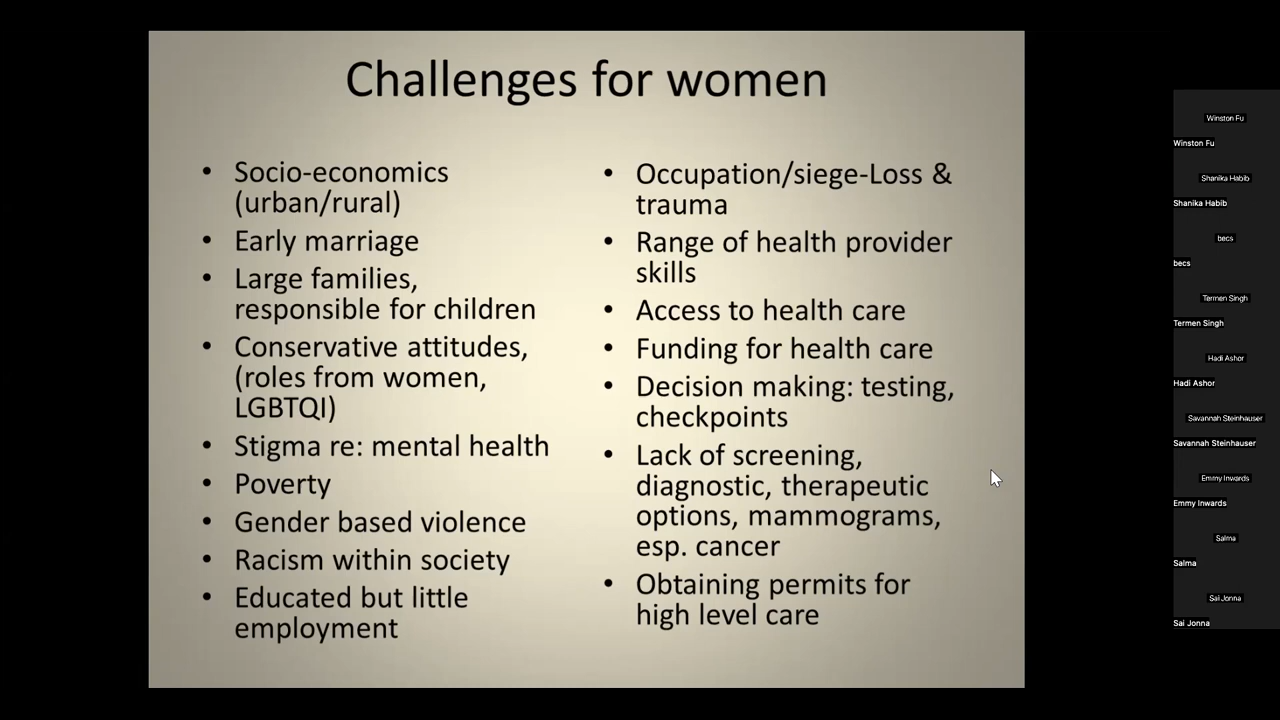 Challenges for women
• Socio-economics
(urban/rural)
• Early marriage
• Large families,
responsible for children
• Conservative attitudes,
(roles from women,
LGBTQI)
• Stigma re: mental health
• Poverty
• Gender based violence
• Racism within society
• Educated but little
employment
• Occupation/siege-Loss &
trauma
• Range of health provider
skills
• Access to health care
• Funding for health care
• Decision making: testing,
checkpoints
• Lack of screening,
diagnostic, therapeutic
options, mammograms,
esp. cancer
• Obtaining permits for
high level care
Winston Fu
Winston Fu
Shanika Habib
Shanika Habib
becs
becs
Termen Singh
Termen Singh
Hadi Ashor
Hadi Ashor
Savannah Steinhauser
Savannah Steinhauser
Emmy Inwards
Emmy Inwards
Salma
Salma
Sai Jonna
Sai Jonna